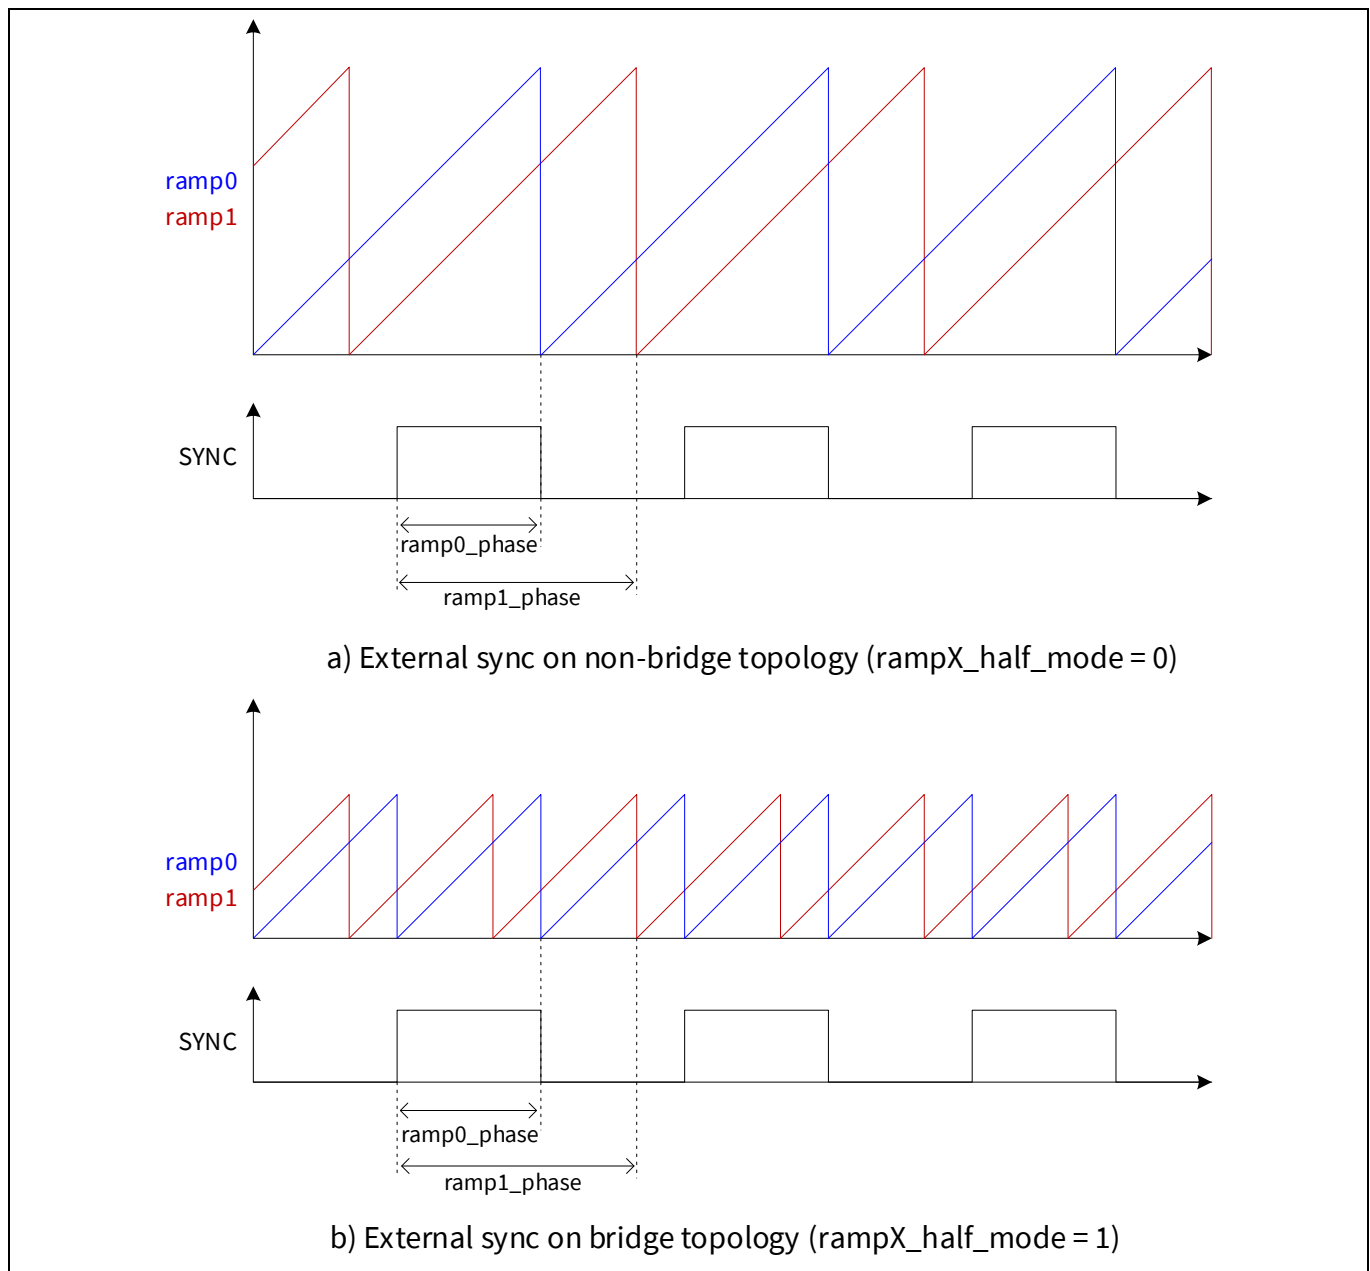 ramp0
ramp1
SYNC
ramp0_phase
ramp1_phase
a) External sync on non-bridge topology (rampX_half_mode = 0)
ramp0
ramp1
SYNC
ramp0_phase
ramp1_phase
b) External sync on bridge topology (rampX_half_mode = 1)